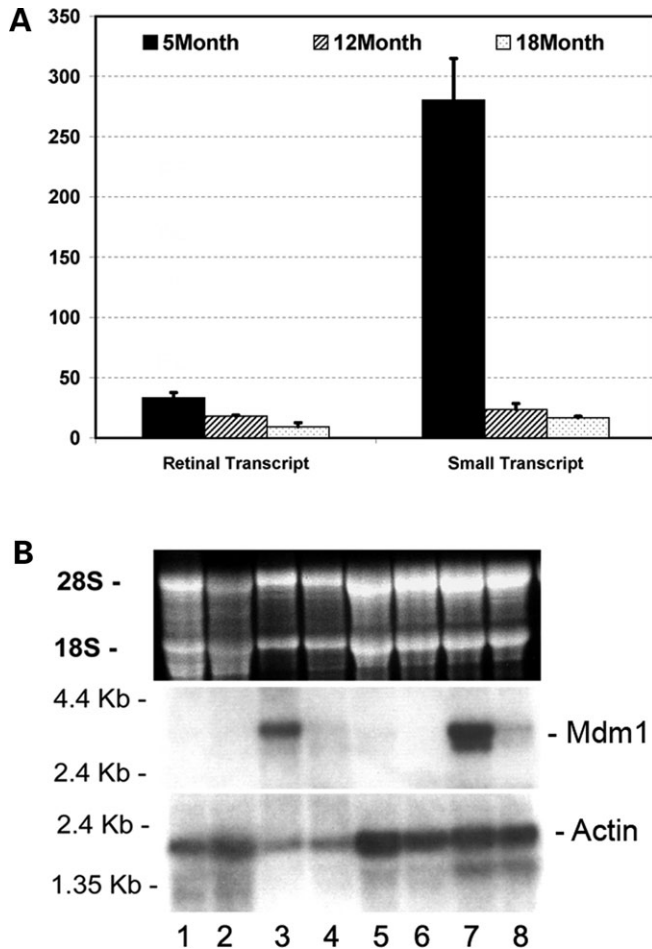 A
350
5Month 12Month 18Month
300
250
200
150
100
50
0
Retinal Transcript Small Transcript
B
28S -
18S -
4.4 Kb -
- Mdm1
2.4 Kb -
2.4 Kb -
- Actin
1.35 Kb -
1 2 3 4 5 6 7 8